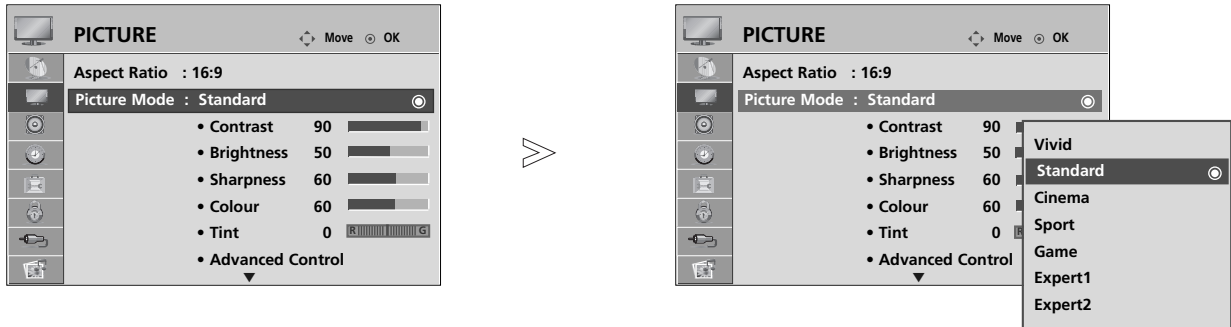 PICTURE Move OK
Aspect Ratio : 16:9
Picture Mode : Standard
• Contrast 90
• Brightness 50
• Sharpness 60
• Colour 60
• Tint 0 R G
• Advanced Control
PICTURE Move OK
Aspect Ratio : 16:9
Picture Mode : Standard
• Contrast 90
• Brightness 50
• Sharpness 60
• Colour 60
• Tint 0 R
• Advanced Control
Vivid
Standard
Cinema
Sport
Game
Expert1
Expert2